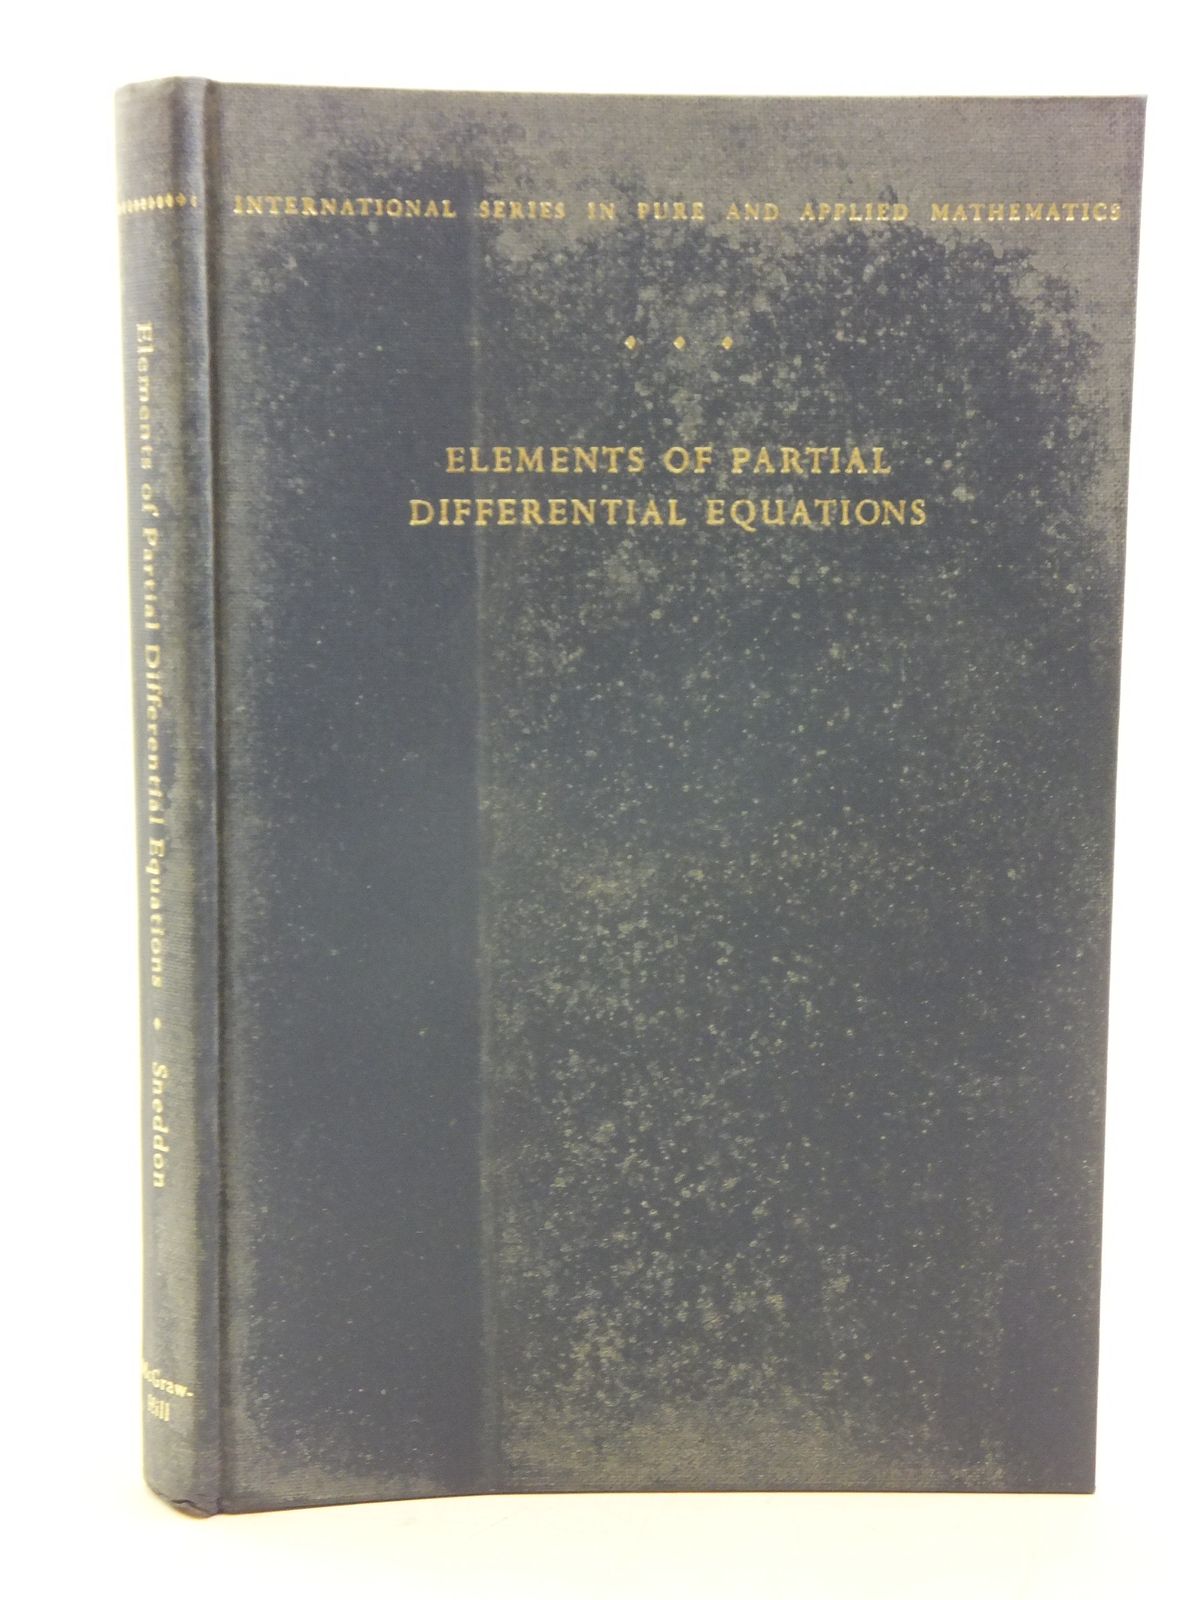 INTERNATIONAL SERIES IN PURE AND APPLIED MATHEMATICS
ELEMENTS OF PARTIAL
DIFFERENTIAL EQUATIONS
Elements of Partial Differential Equations • Sneddon
McGraw-
Hill